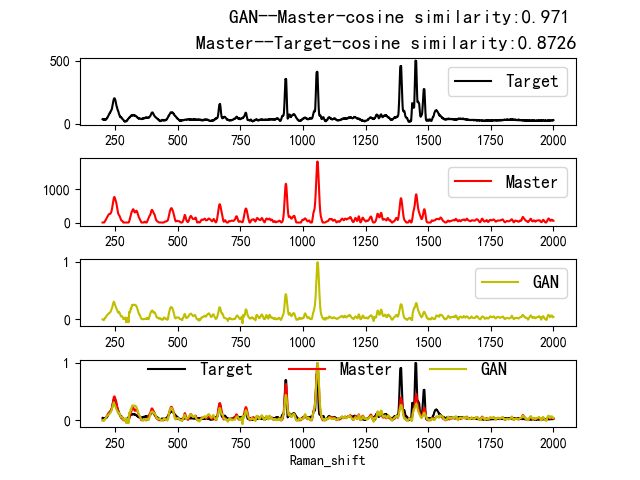 GAN--Master-cosine similarity:0.971
Master--Target-cosine similarity:0.8726
500
0
Target
250 500 750 1000 1250 1500 1750 2000
1000
0
Master
250 500 750 1000 1250 1500 1750 2000
1
0
GAN
250 500 750 1000 1250 1500 1750 2000
1
0
Target Master GAN
250 500 750 1000 1250 1500 1750 2000
Raman_shift